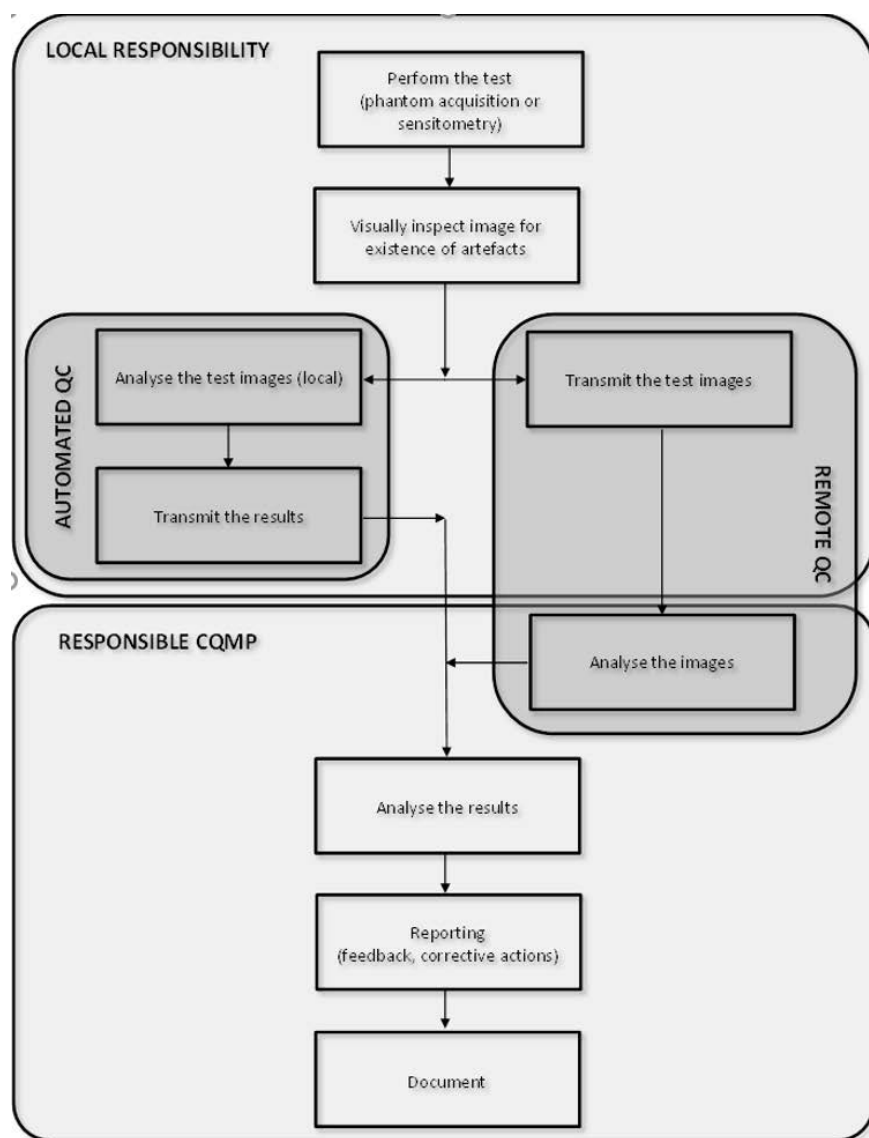 LOCAL RESPONSIBILITY
Perform the test
(phantom acquisition or
sensitometry)
Visually inspect image for
existence of artefacts
AUTOMATED QC
Analyse the test images (local)
Transmit the results
Transmit the test images
REMOTE QC
RESPONSIBLE CQMP
Analyse the images
Analyse the results
Reporting
(feedback, corrective actions)
Document